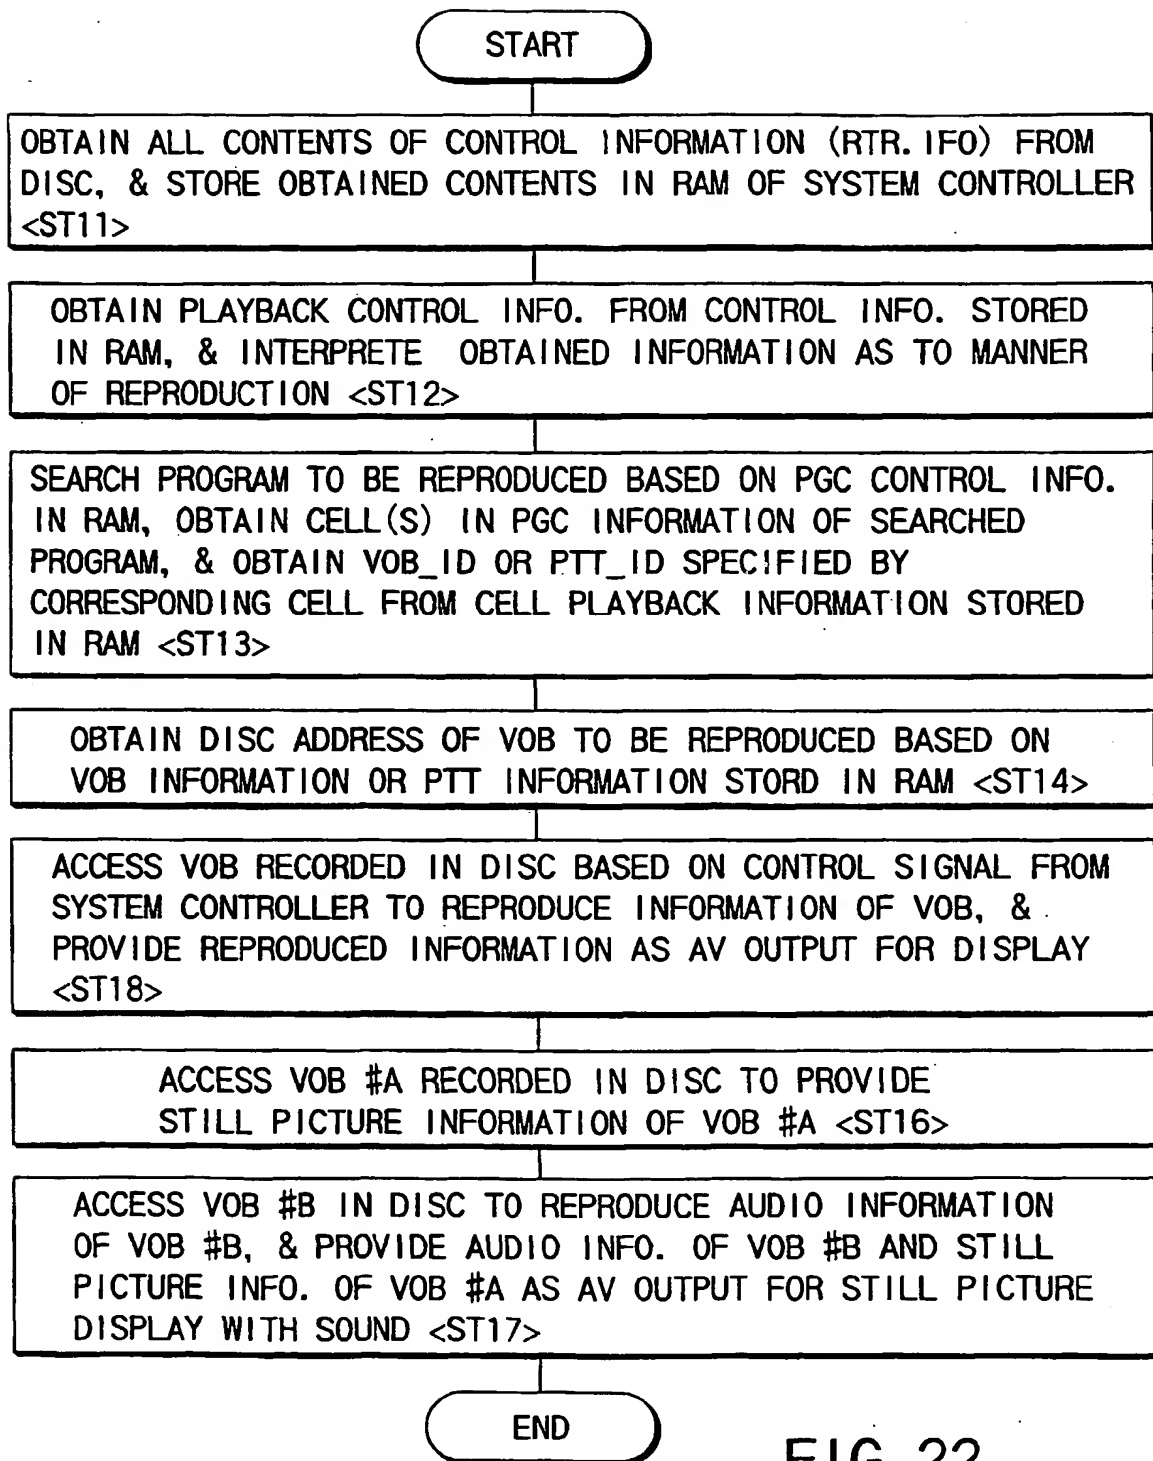 START
OBTAIN ALL CONTENTS OF CONTROL INFORMATION (RTR.IFO) FROM
DISC, & STORE OBTAINED CONTENTS IN RAM OF SYSTEM CONTROLLER
<ST11>
OBTAIN PLAYBACK CONTROL INFO. FROM CONTROL INFO. STORED
IN RAM, & INTERPRETE OBTAINED INFORMATION AS TO MANNER
OF REPRODUCTION <ST12>
SEARCH PROGRAM TO BE REPRODUCED BASED ON PGC CONTROL INFO.
IN RAM, OBTAIN CELL(S) IN PGC INFORMATION OF SEARCHED
PROGRAM, & OBTAIN VOB_ID OR PTT_ID SPECIFIED BY
CORRESPONDING CELL FROM CELL PLAYBACK INFORMATION STORED
IN RAM <ST13>
OBTAIN DISC ADDRESS OF VOB TO BE REPRODUCED BASED ON
VOB INFORMATION OR PTT INFORMATION STORD IN RAM <ST14>
ACCESS VOB RECORDED IN DISC BASED ON CONTROL SIGNAL FROM
SYSTEM CONTROLLER TO REPRODUCE INFORMATION OF VOB, &
PROVIDE REPRODUCED INFORMATION AS AV OUTPUT FOR DISPLAY
<ST18>
ACCESS VOB #A RECORDED IN DISC TO PROVIDE
STILL PICTURE INFORMATION OF VOB #A <ST16>
ACCESS VOB #B IN DISC TO REPRODUCE AUDIO INFORMATION
OF VOB #B, & PROVIDE AUDIO INFO. OF VOB #B AND STILL
PICTURE INFO. OF VOB #A AS AV OUTPUT FOR STILL PICTURE
DISPLAY WITH SOUND <ST17>
END
FIG. 22